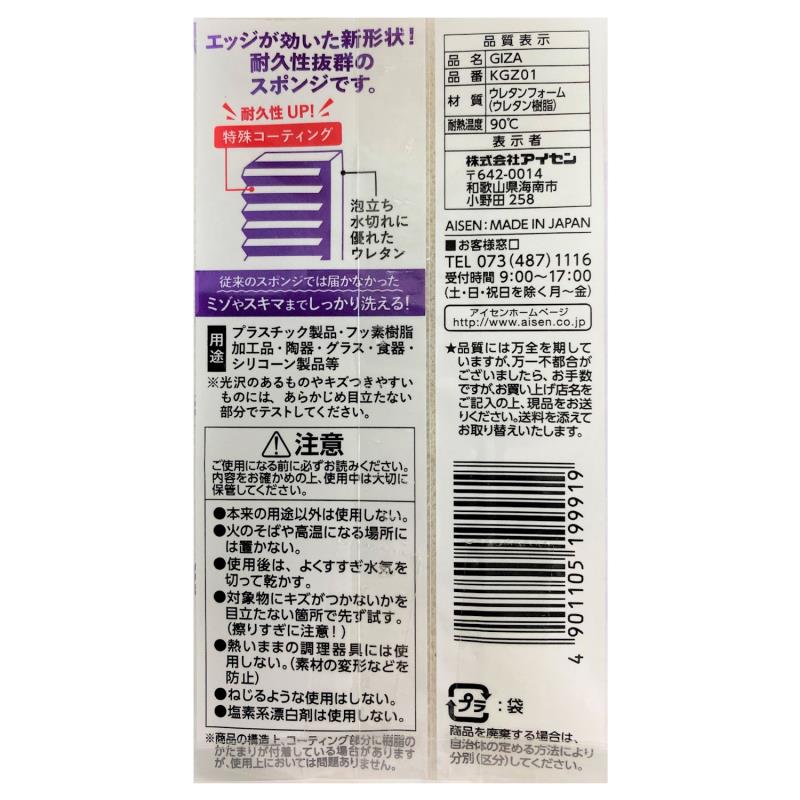 エッジが効いた新形状!
耐久性抜群の
スポンジです。
耐久性UP!
特殊コーティング
泡立ち
水切れに
優れた
ウレタン
従来のスポンジでは届かなかった
ミゾやスキマまでしっかり洗える!
用途
プラスチック製品・フッ素樹脂
加工品・陶器・グラス・食器・
シリコーン製品等
※光沢のあるものやキズつきやすい
ものには、あらかじめ目立たない
部分でテストしてください。
注意
ご使用になる前に必ずお読みください。
内容をお確かめの上、使用中は大切に
保管してください。
●本来の用途以外は使用しない。
●火のそばや高温になる場所に
は置かない。
●使用後は、よくすすぎ水気を
切って乾かす。
●対象物にキズがつかないかを
目立たない箇所で先ず試す。
(擦りすぎに注意!)
●熱いままの調理器具には使
用しない。(素材の変形などを
防止)
●ねじるような使用はしない。
●塩素系漂白剤は使用しない。
※商品の構造上、コーティング部分に樹脂の
かたまりが付着している場合がありますが、
が、使用上においては問題ありません。
品質表示
品名 GIZA
品番 KGZ01
材質 ウレタンフォーム
(ウレタン樹脂)
耐熱温度 90℃
表示者
株式会社アイセン
〒642-0014
和歌山県海南市
小野田 258
AISEN:MADE IN JAPAN
■お客様窓口
TEL 073(487)1116
受付時間 9:00〜17:00
(土・日・祝日を除く月〜金)
アイセンホームページ
http://www.aisen.co.jp
★品質には万全を期して
いますが、万一不都合が
ございましたら、お手数
ですが、お買い上げ店名を
ご記入の上、現品をお送
りください。送料を添えて
お取り替えいたします。
4 901105 199919
プラ:袋
商品を廃棄する場合は、
自治体の定める方法により
分別(区分)してください。